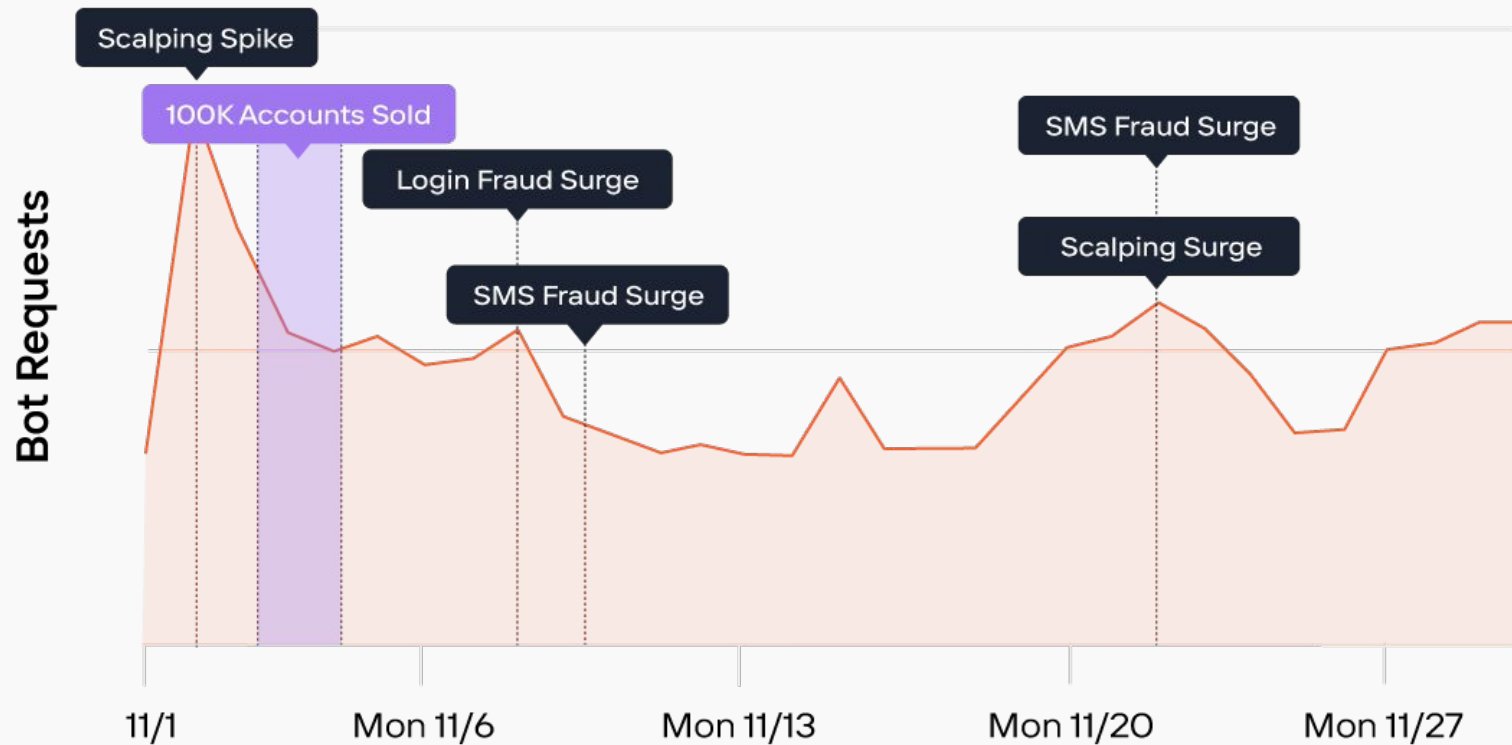 Scalping Spike
100K Accounts Sold
Login Fraud Surge
SMS Fraud Surge
SMS Fraud Surge
Scalping Surge
Bot Requests
11/1
Mon 11/6
Mon 11/13
Mon 11/20
Mon 11/27